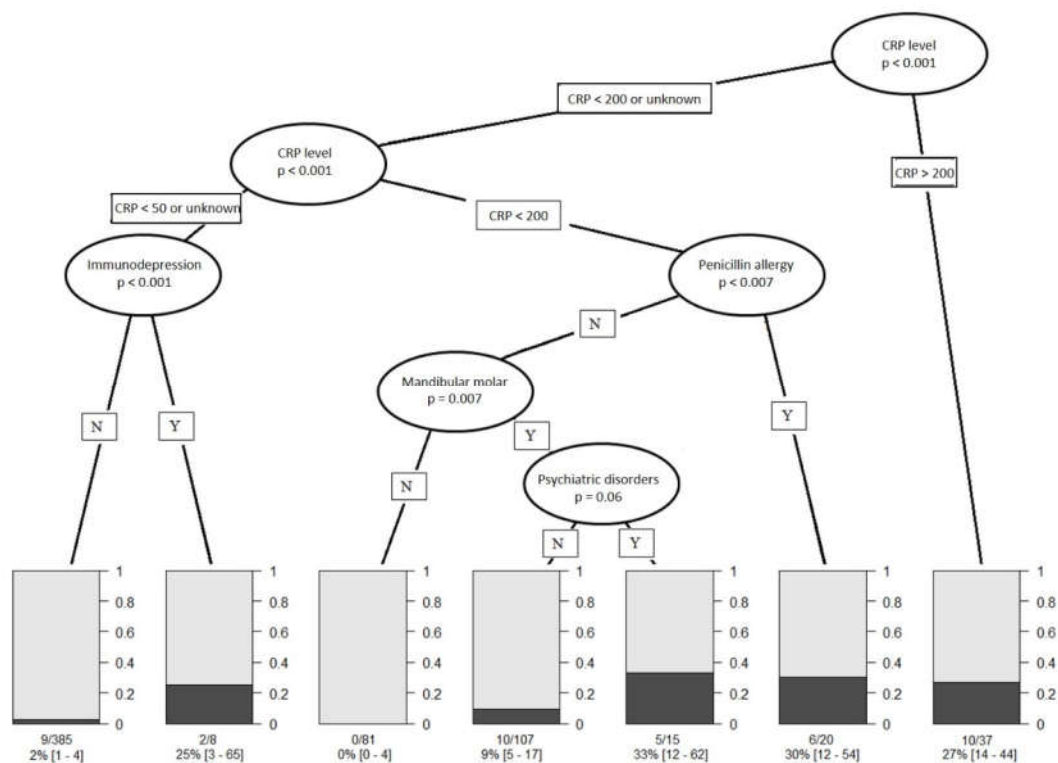 CRP level
p < 0.001
CRP < 200 or unknown
CRP level
p < 0.001
CRP > 200
CRP < 50 or unknown
CRP < 200
Immunodepression
p < 0.001
Penicillin allergy
p < 0.007
N
Mandibular molar
p = 0.007
N
Y
Y
Y
N
Psychiatric disorders
p = 0.06
N
Y
1
0.8
0.6
0.4
0.2
0
1
0.8
0.6
0.4
0.2
0
1
0.8
0.6
0.4
0.2
0
1
0.8
0.6
0.4
0.2
0
1
0.8
0.6
0.4
0.2
0
1
0.8
0.6
0.4
0.2
0
1
0.8
0.6
0.4
0.2
0
9/385
2% [1 - 4]
2/8
25% [3 - 65]
0/81
0% [0 - 4]
10/107
9% [5 - 17]
5/15
33% [12 - 62]
6/20
30% [12 - 54]
10/37
27% [14 - 44]